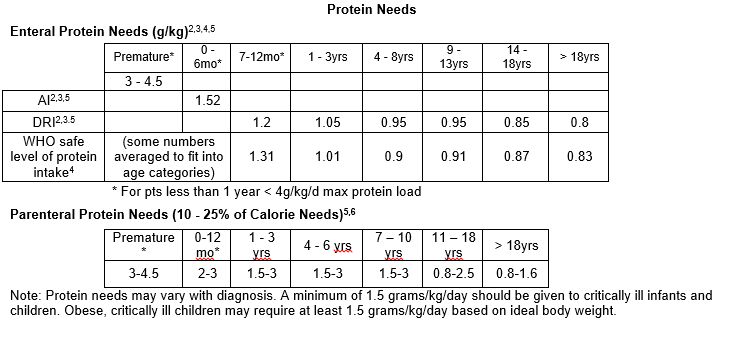 Protein Needs
Enteral Protein Needs (g/kg)2,3,4,5
Premature* 0 - 6mo* 7-12mo* 1 - 3yrs 4 - 8yrs 9 - 13yrs 14 - 18yrs > 18yrs
3 - 4.5
AI2,3,5 1.52
DRI2,3.5 1.2 1.05 0.95 0.95 0.85 0.8
WHO safe level of protein intake4 (some numbers averaged to fit into age categories) 1.31 1.01 0.9 0.91 0.87 0.83
* For pts less than 1 year < 4g/kg/d max protein load
Parenteral Protein Needs (10 - 25% of Calorie Needs)5,6
Premature * 0-12 mo* 1 - 3 yrs 4 - 6 yrs 7 – 10 yrs 11 – 18 yrs > 18yrs
3-4.5 2-3 1.5-3 1.5-3 1.5-3 0.8-2.5 0.8-1.6
Note: Protein needs may vary with diagnosis. A minimum of 1.5 grams/kg/day should be given to critically ill infants and
children. Obese, critically ill children may require at least 1.5 grams/kg/day based on ideal body weight.